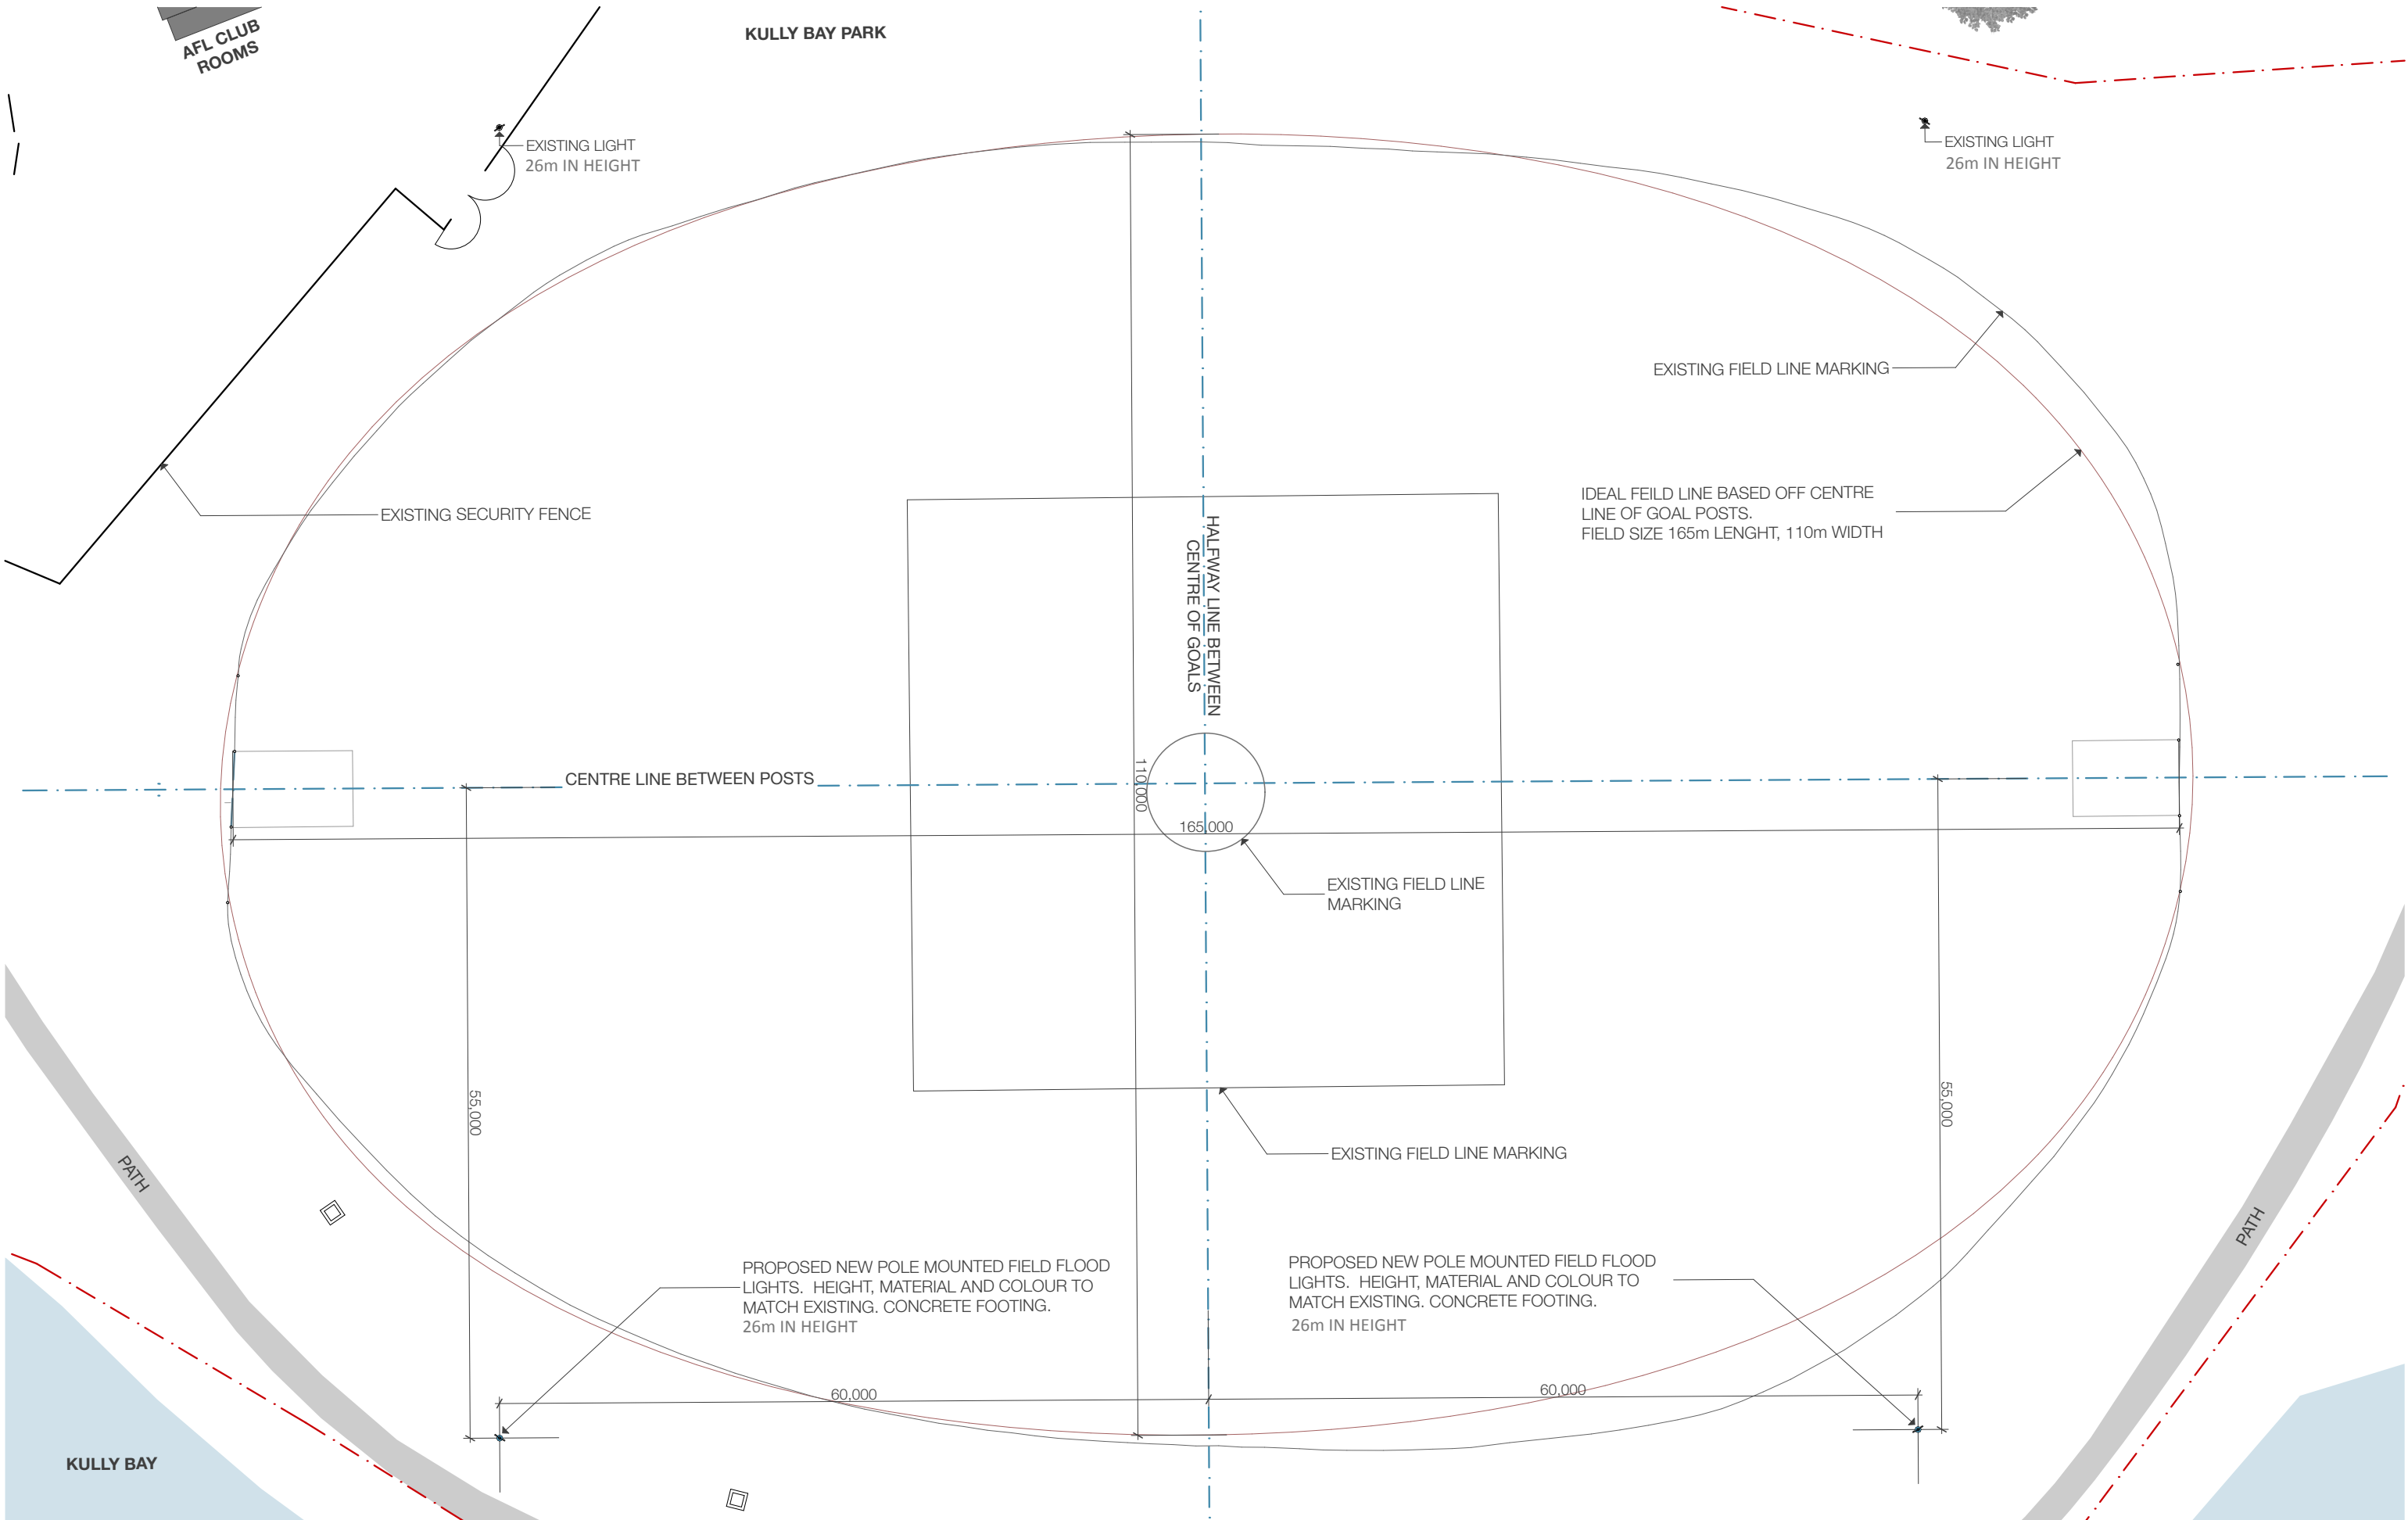 AFL CLUB
ROOMS
KULLY BAY PARK
EXISTING LIGHT
26m IN HEIGHT
EXISTING LIGHT
26m IN HEIGHT
EXISTING FIELD LINE MARKING
EXISTING SECURITY FENCE
IDEAL FEILD LINE BASED OFF CENTRE
LINE OF GOAL POSTS.
FIELD SIZE 165m LENGHT, 110m WIDTH
HALFWAY LINE BETWEEN
CENTRE OF GOALS
CENTRE LINE BETWEEN POSTS
110,000
165,000
EXISTING FIELD LINE
MARKING
55,000
55,000
EXISTING FIELD LINE MARKING
PATH
PATH
PROPOSED NEW POLE MOUNTED FIELD FLOOD
LIGHTS. HEIGHT, MATERIAL AND COLOUR TO
MATCH EXISTING. CONCRETE FOOTING.
26m IN HEIGHT
PROPOSED NEW POLE MOUNTED FIELD FLOOD
LIGHTS. HEIGHT, MATERIAL AND COLOUR TO
MATCH EXISTING. CONCRETE FOOTING.
26m IN HEIGHT
60,000
60,000
KULLY BAY